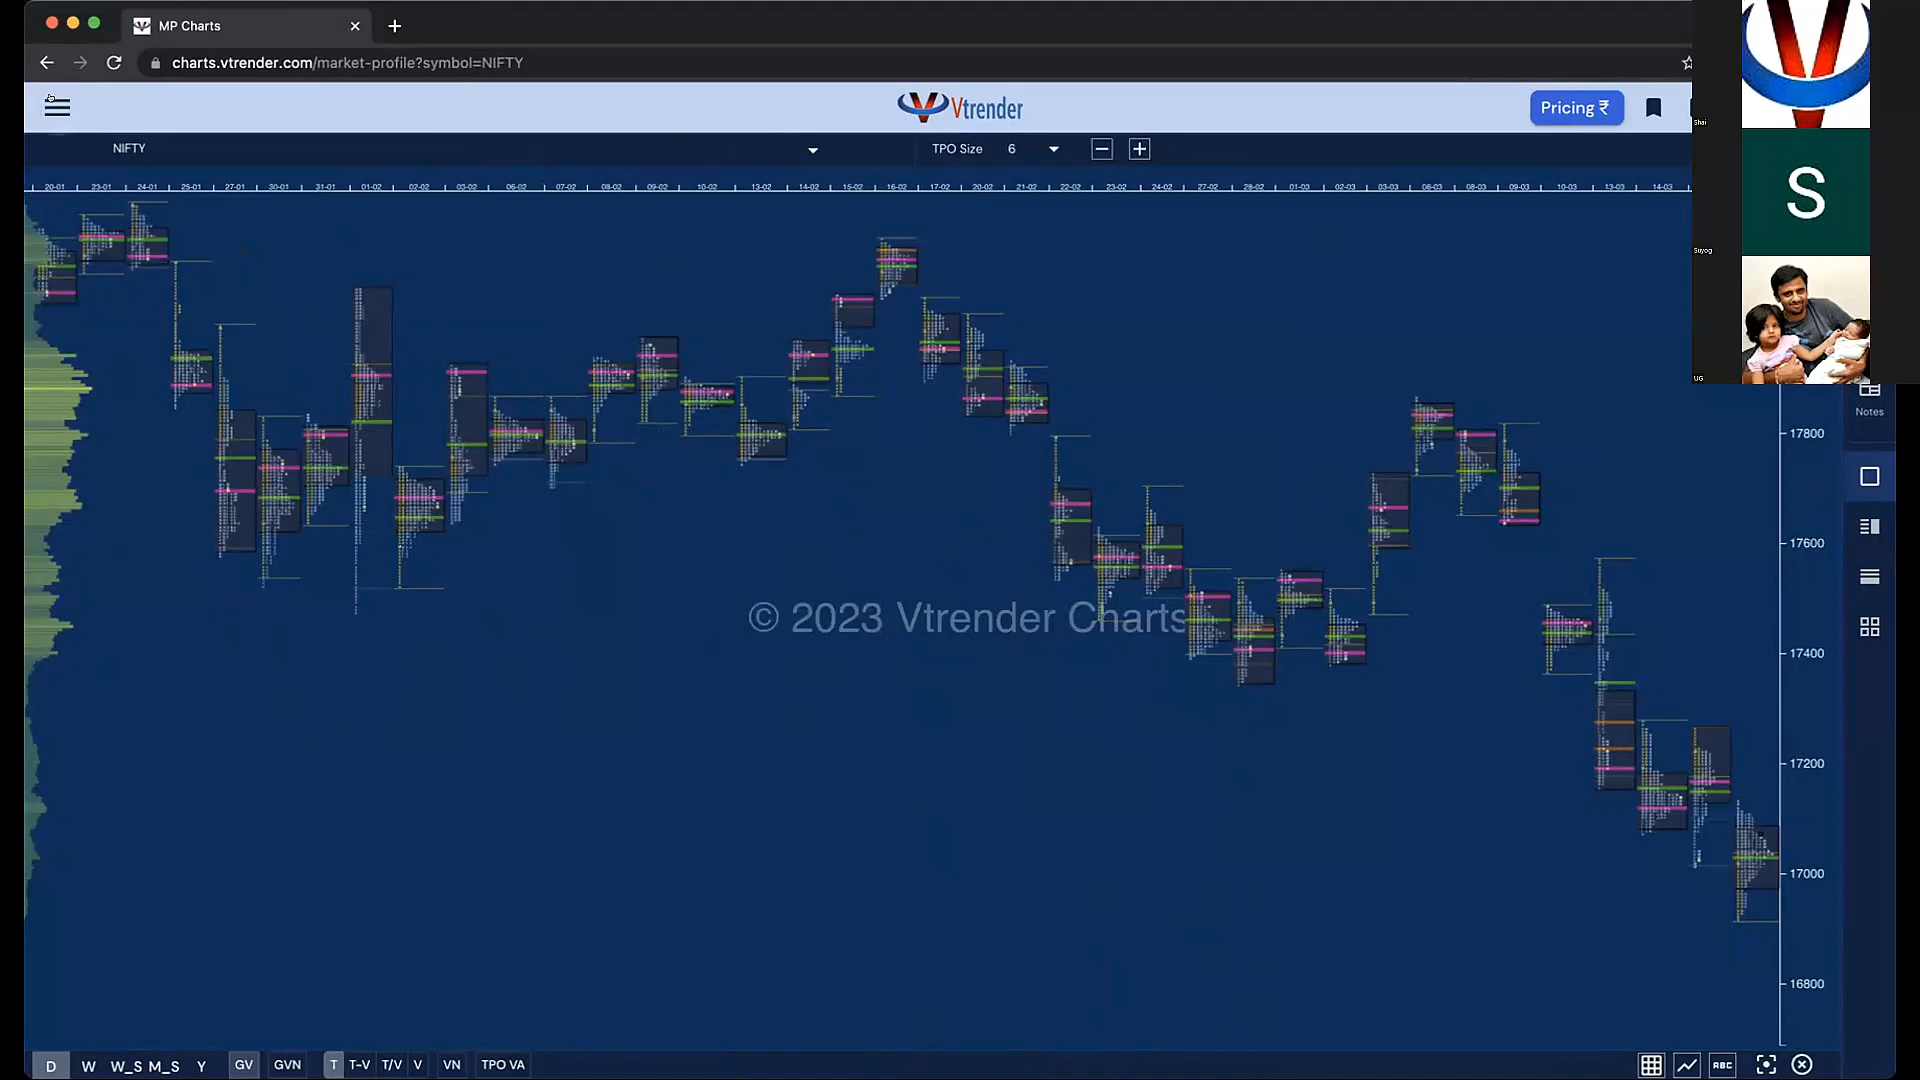 MP Charts
charts.vtrender.com/market-profile?symbol=NIFTY
Vtrender
Pricing ₹
Shai
S
Suyog
UG
NIFTY
TPO Size 6
20-01 23-01 24-01 25-01 27-01 30-01 31-01 01-02 02-02 03-02 06-02 07-02 08-02 09-02 10-02 13-02 14-02 15-02 16-02 17-02 20-02 21-02 22-02 23-02 24-02 27-02 28-02 01-03 02-03 03-03 06-03 08-03 09-03 10-03 13-03 14-03
Notes
17800
17600
© 2023 Vtrender Charts
17400
17200
17000
16800
D W W_S M_S Y GV GVN T T-V T/V V VN TPO VA
ABC